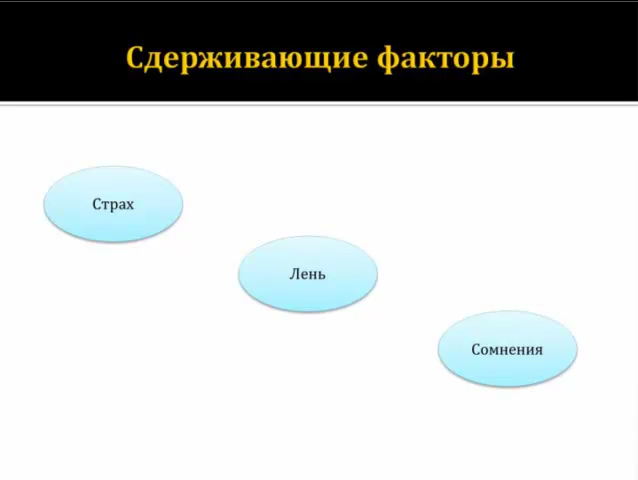 Сдерживающие факторы
Страх
Лень
Сомнения